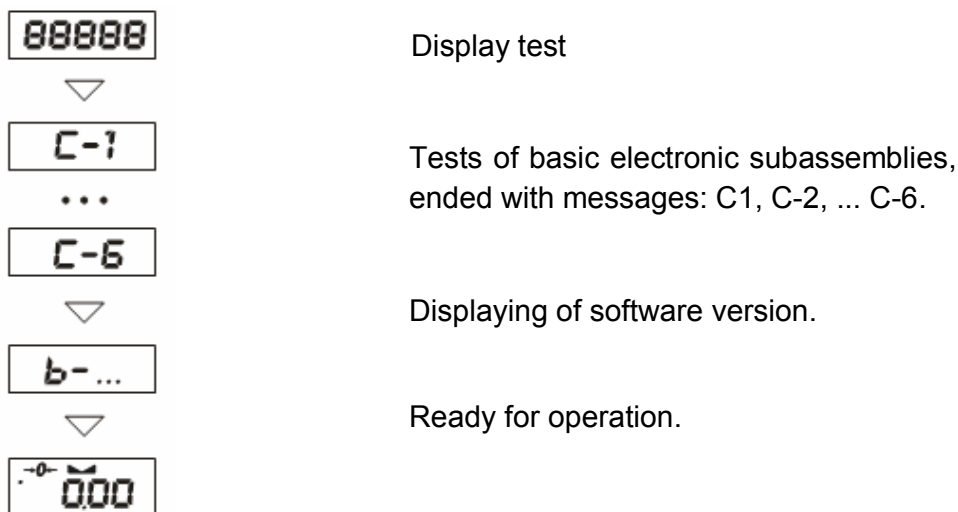 88888
Display test
C-1
Tests of basic electronic subassemblies,
ended with messages: C1, C-2, ... C-6.
...
C-6
Displaying of software version.
b-...
Ready for operation.
→0←
0.00